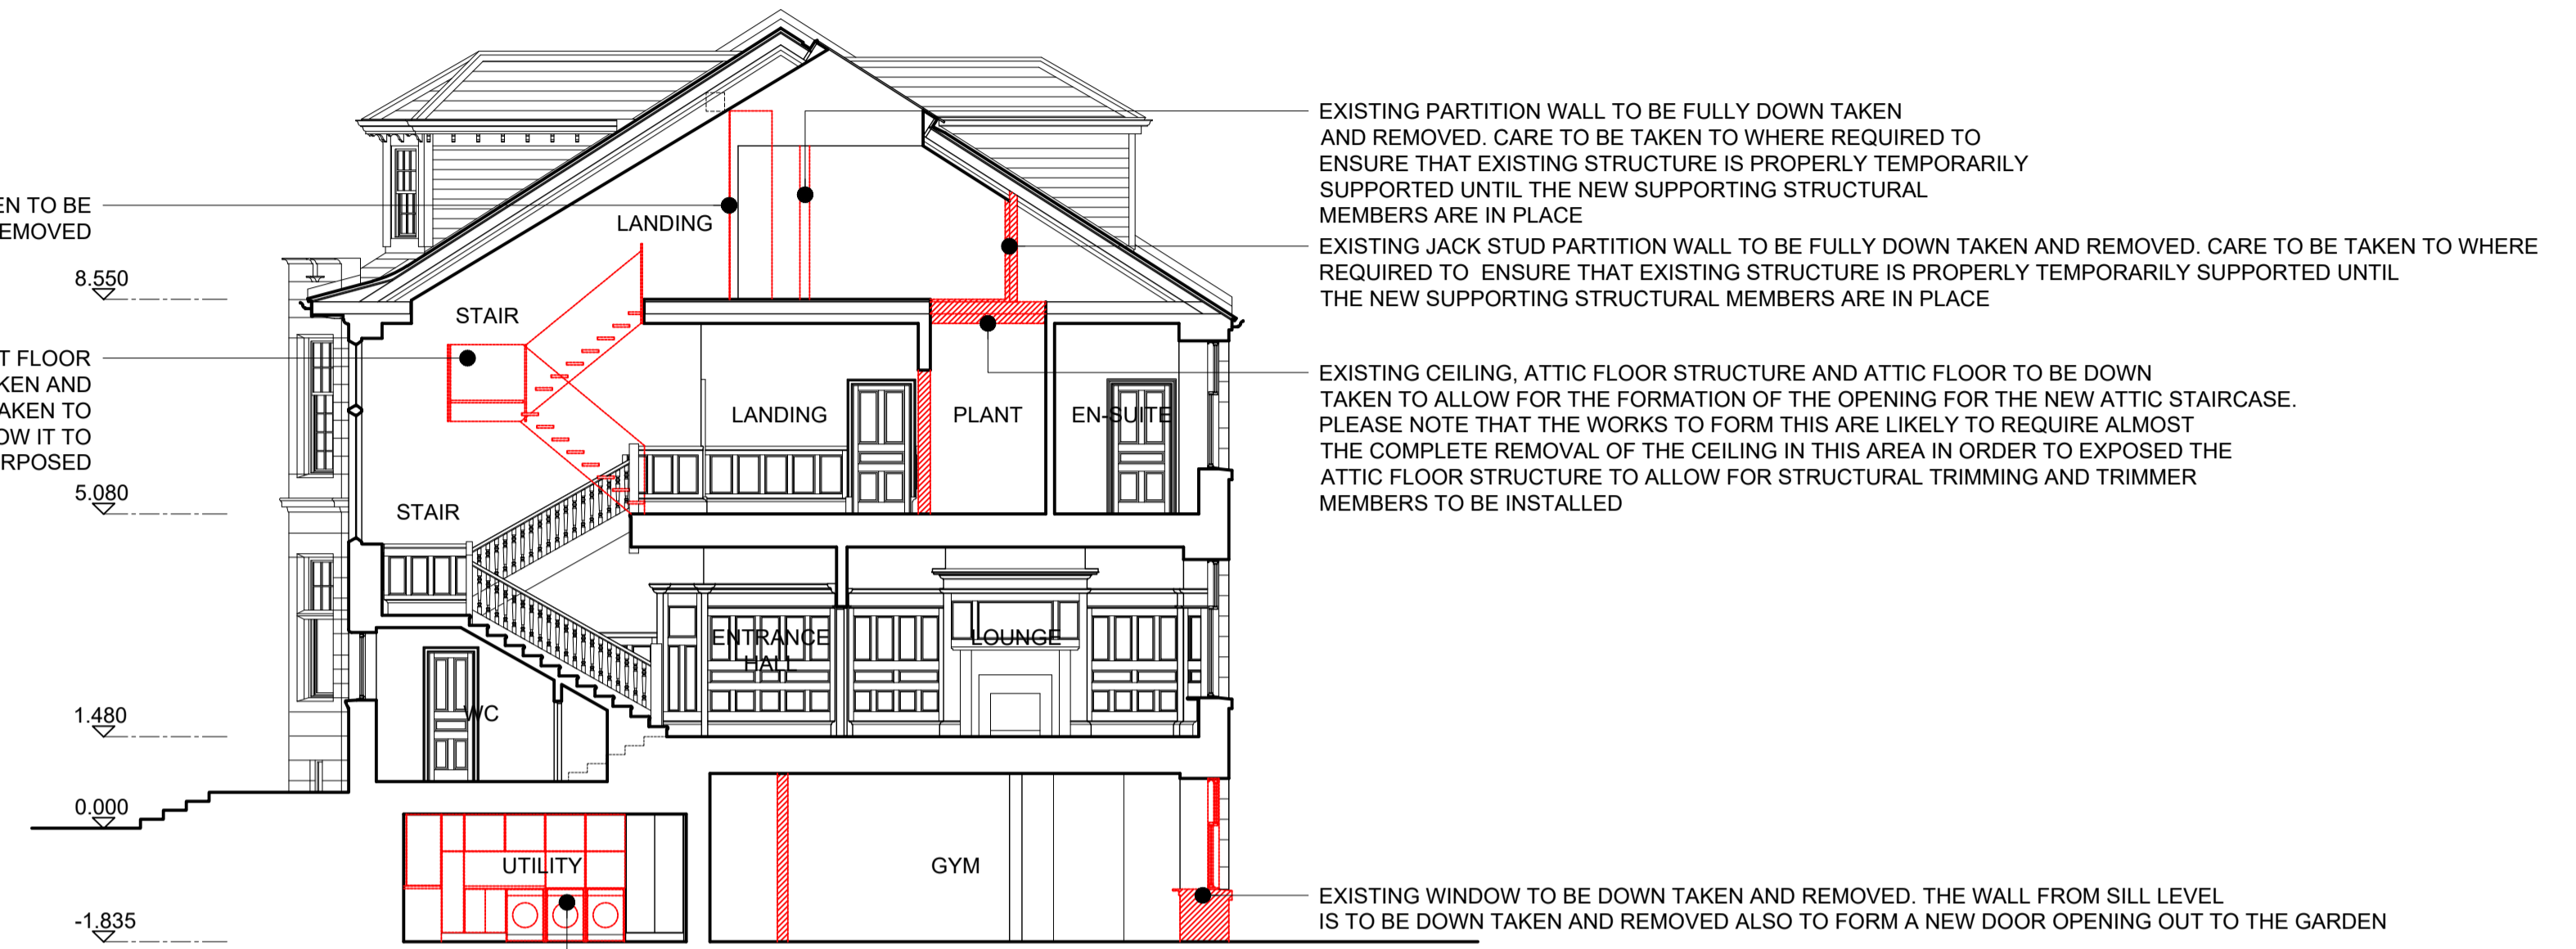 EXISTING PARTITION WALL TO BE FULLY DOWN TAKEN
AND REMOVED. CARE TO BE TAKEN TO WHERE REQUIRED TO
ENSURE THAT EXISTING STRUCTURE IS PROPERLY TEMPORARILY
SUPPORTED UNTIL THE NEW SUPPORTING STRUCTURAL
MEMBERS ARE IN PLACE
EXISTING JACK STUD PARTITION WALL TO BE FULLY DOWN TAKEN AND REMOVED. CARE TO BE TAKEN TO WHERE
REQUIRED TO ENSURE THAT EXISTING STRUCTURE IS PROPERLY TEMPORARILY SUPPORTED UNTIL
THE NEW SUPPORTING STRUCTURAL MEMBERS ARE IN PLACE
EXISTING CEILING, ATTIC FLOOR STRUCTURE AND ATTIC FLOOR TO BE DOWN
TAKEN TO ALLOW FOR THE FORMATION OF THE OPENING FOR THE NEW ATTIC STAIRCASE.
PLEASE NOTE THAT THE WORKS TO FORM THIS ARE LIKELY TO REQUIRE ALMOST
THE COMPLETE REMOVAL OF THE CEILING IN THIS AREA IN ORDER TO EXPOSED THE
ATTIC FLOOR STRUCTURE TO ALLOW FOR STRUCTURAL TRIMMING AND TRIMMER
MEMBERS TO BE INSTALLED
EXISTING WINDOW TO BE DOWN TAKEN AND REMOVED. THE WALL FROM SILL LEVEL
IS TO BE DOWN TAKEN AND REMOVED ALSO TO FORM A NEW DOOR OPENING OUT TO THE GARDEN
EN TO BE
EMOVED
8.550
T FLOOR
KEN AND
AKEN TO
OW IT TO
RPOSED
5.080
1.480
0.000
-1.835
LANDING
STAIR
LANDING
PLANT
EN-SUITE
STAIR
ENTRANCE
HALL
LOUNGE
WC
UTILITY
GYM